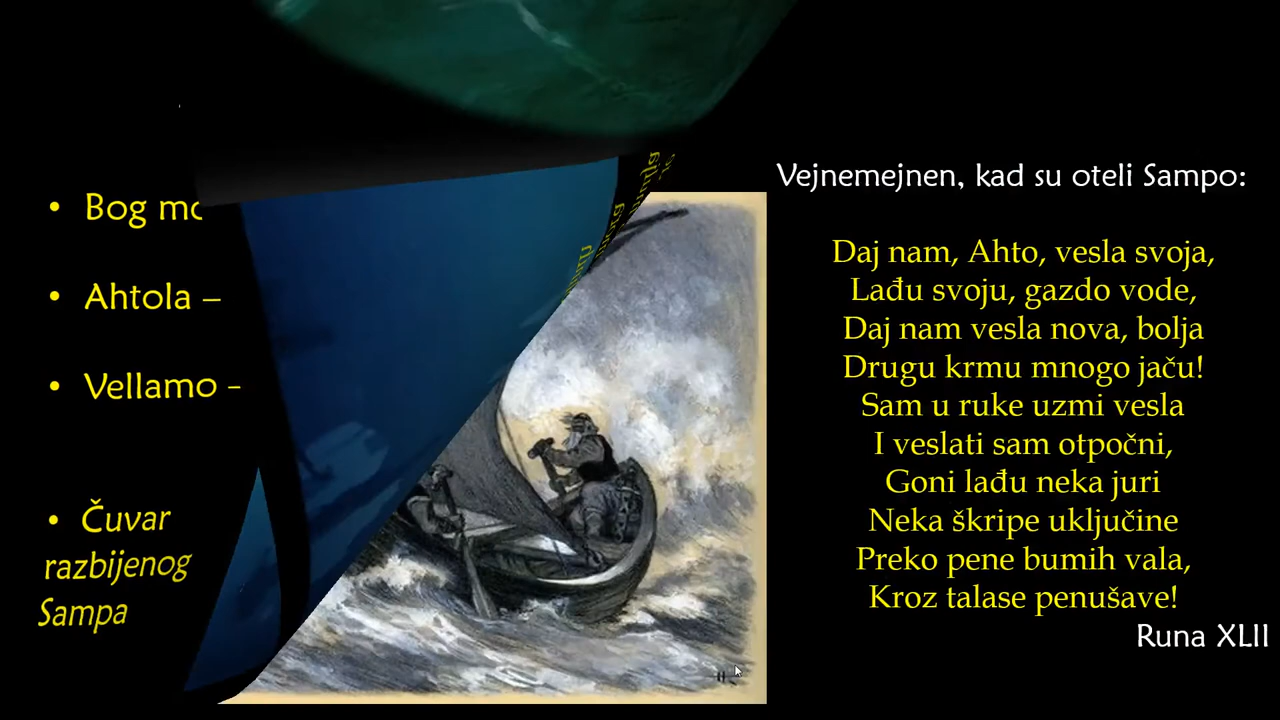 Bog
Ahtola –
Vellamo -
Čuvar
razbijenog
Sampa
Vejnemejnen, kad su oteli Sampo:
Daj nam, Ahto, vesla svoja,
Lađu svoju, gazdo vode,
Daj nam vesla nova, bolja
Drugu krmu mnogo jaču!
Sam u ruke uzmi vesla
I veslati sam otpočni,
Goni lađu neka juri
Neka škripe uključine
Preko pene bumih vala,
Kroz talase penušave!
Runa XLII